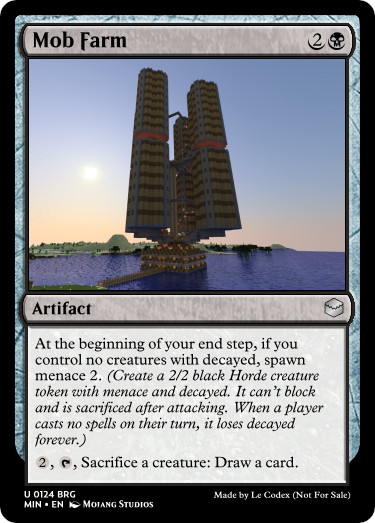 Mob Farm 2
Artifact
At the beginning of your end step, if you
control no creatures with decayed, spawn
menace 2. (Create a 2/2 black Horde creature
token with menace and decayed. It can't block
and is sacrificed after attacking. When a player
casts no spells on their turn, it loses decayed
forever.)
2, , Sacrifice a creature: Draw a card.
U 0124 BRG
MIN • EN Mojang Studios
Made by Le Codex (Not For Sale)